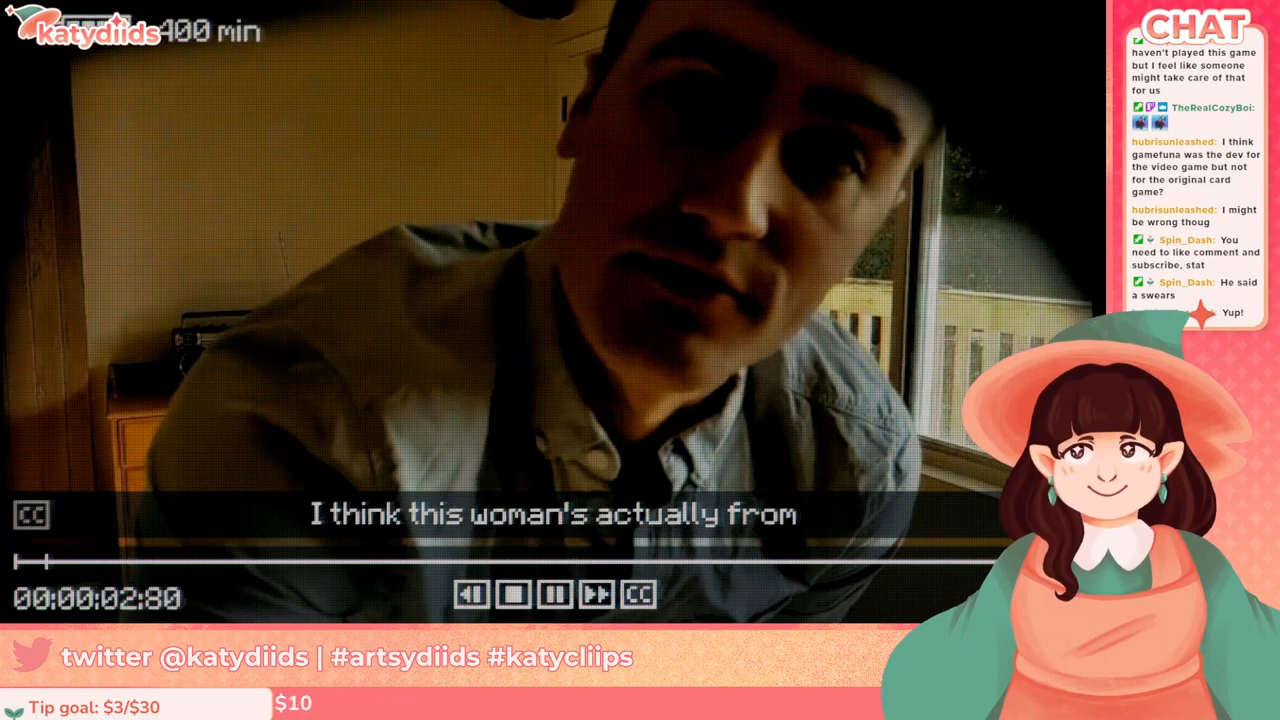 katydiids
400 min
CHAT
haven't played this game
but I feel like someone
might take care of that
for us
TheRealCozyBoi:
hubrisunleashed: I think
gamefuna was the dev for
the video game but not
for the original card
game?
hubrisunleashed: I might
be wrong thoug
Spin_Dash: You
need to like comment and
subscribe, stat
Spin_Dash: He said
a swears
Yup!
CC
I think this woman's actually from
00:00:02:80
CC
twitter @katydiids | #artsydiids #katycliips
Tip goal: $3/$30
$10